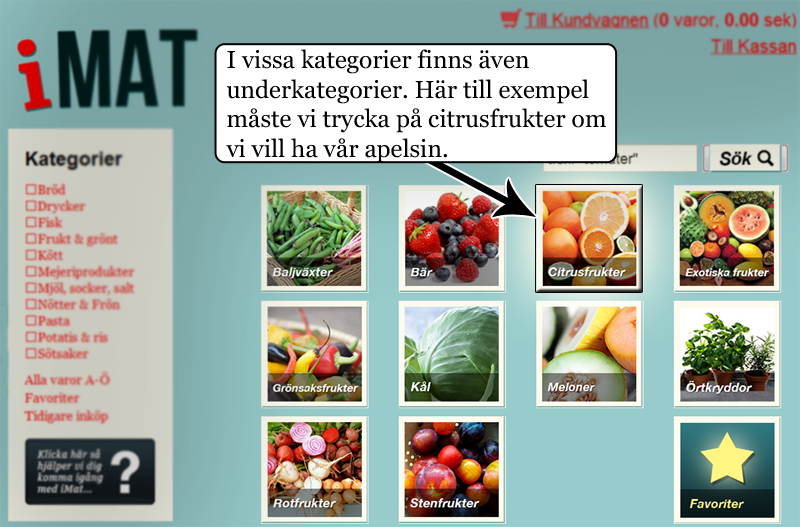 Till Kundvagnen (0 varor, 0.00 sek)
Till Kassan
iMAT
I vissa kategorier finns även
underkategorier. Här till exempel
måste vi trycka på citrusfrukter om
vi vill ha vår apelsin.
Sök
Kategorier
Bröd
Drycker
Fisk
Frukt & grönt
Kött
Mejeriprodukter
Mjöl, socker, salt
Nötter & Frön
Pasta
Potatis & ris
Sötsaker
Alla varor A-Ö
Favoriter
Tidigare inköp
Klicka här så
hjälper vi dig
komma igång
med iMat...
?
Baljväxter
Bär
Citrusfrukter
Exotiska frukter
Grönsaksfrukter
Kål
Meloner
Örtkryddor
Rotfrukter
Stenfrukter
Favoriter